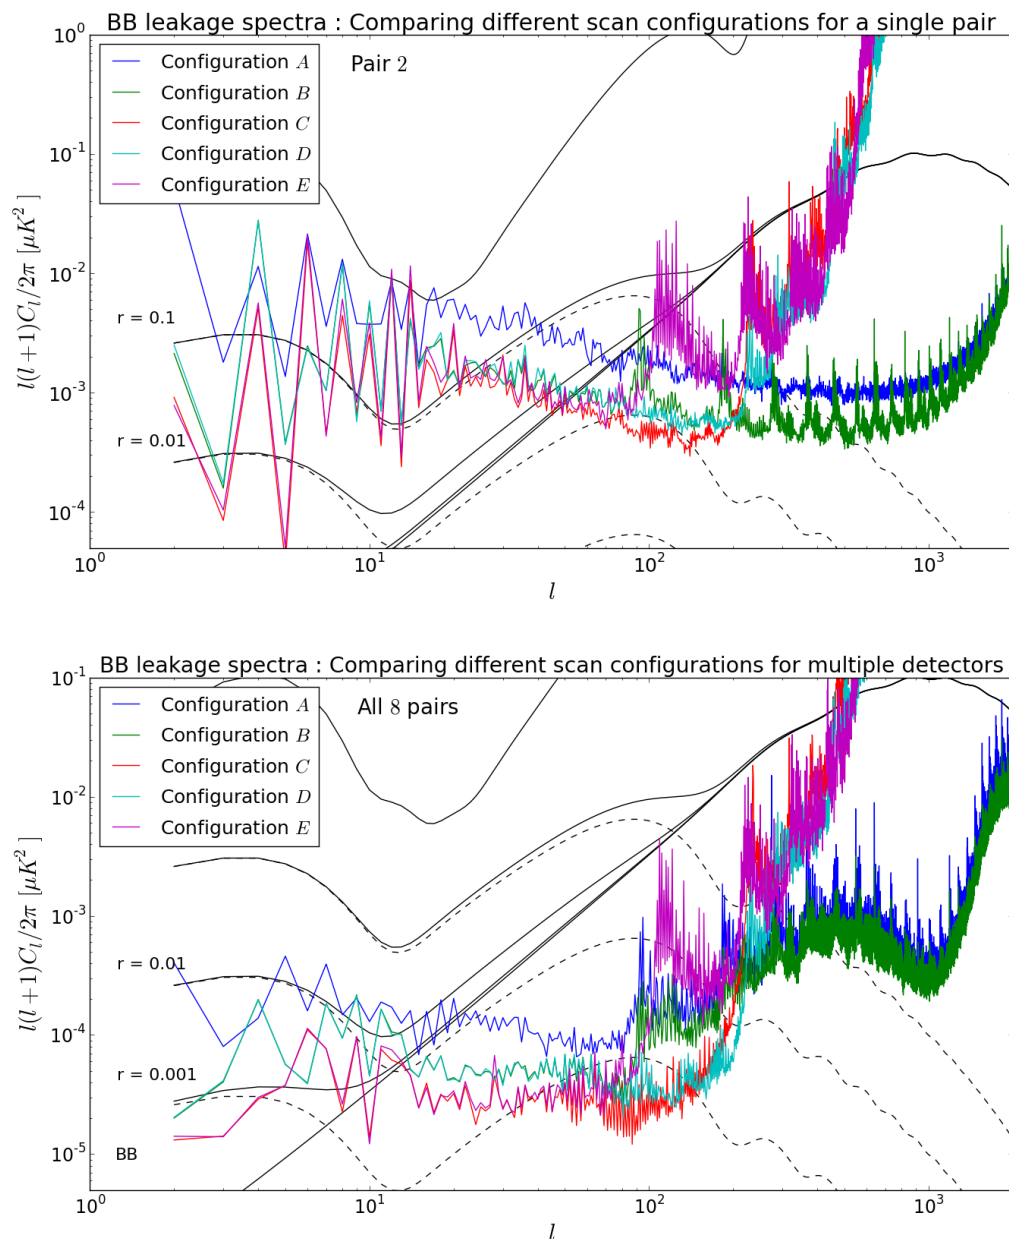 BB leakage spectra : Comparing different scan configurations for a single pair
10^0
10^{-1}
10^{-2}
10^{-3}
10^{-4}
l(l+1)C_l/2π [μK^2 ]
Configuration A
Configuration B
Configuration C
Configuration D
Configuration E
Pair 2
r = 0.1
r = 0.01
10^0
10^1
10^2
10^3
l
BB leakage spectra : Comparing different scan configurations for multiple detectors
10^{-1}
10^{-2}
10^{-3}
10^{-4}
10^{-5}
l(l+1)C_l/2π [μK^2 ]
Configuration A
Configuration B
Configuration C
Configuration D
Configuration E
All 8 pairs
r = 0.01
r = 0.001
BB
10^0
10^1
10^2
10^3
l